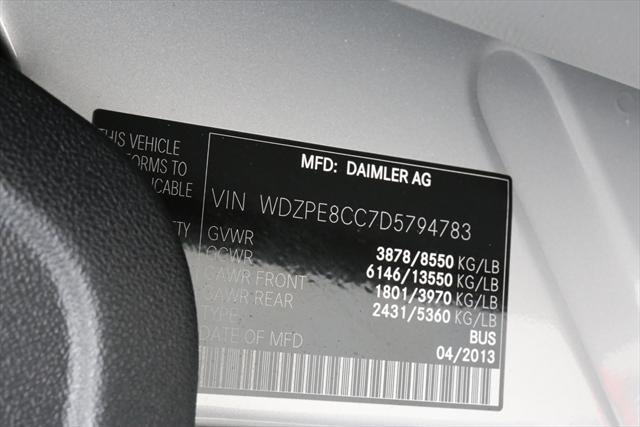 THIS VEHICLE
FORMS TO
ICABLE
TY
MFD: DAIMLER AG
VIN WDZPE8CC7D5794783
GVWR 3878/8550 KG/LB
GCWR 6146/13550 KG/LB
GAWR FRONT 1801/3970 KG/LB
GAWR REAR 2431/5360 KG/LB
TYPE BUS
DATE OF MFD 04/2013